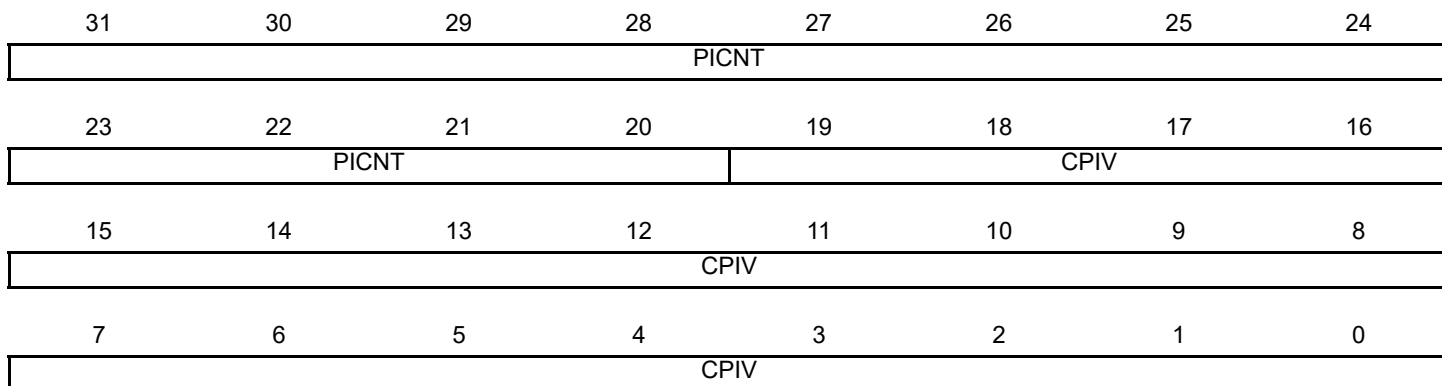 31 30 29 28 27 26 25 24
PICNT
23 22 21 20 19 18 17 16
PICNT CPIV
15 14 13 12 11 10 9 8
CPIV
7 6 5 4 3 2 1 0
CPIV